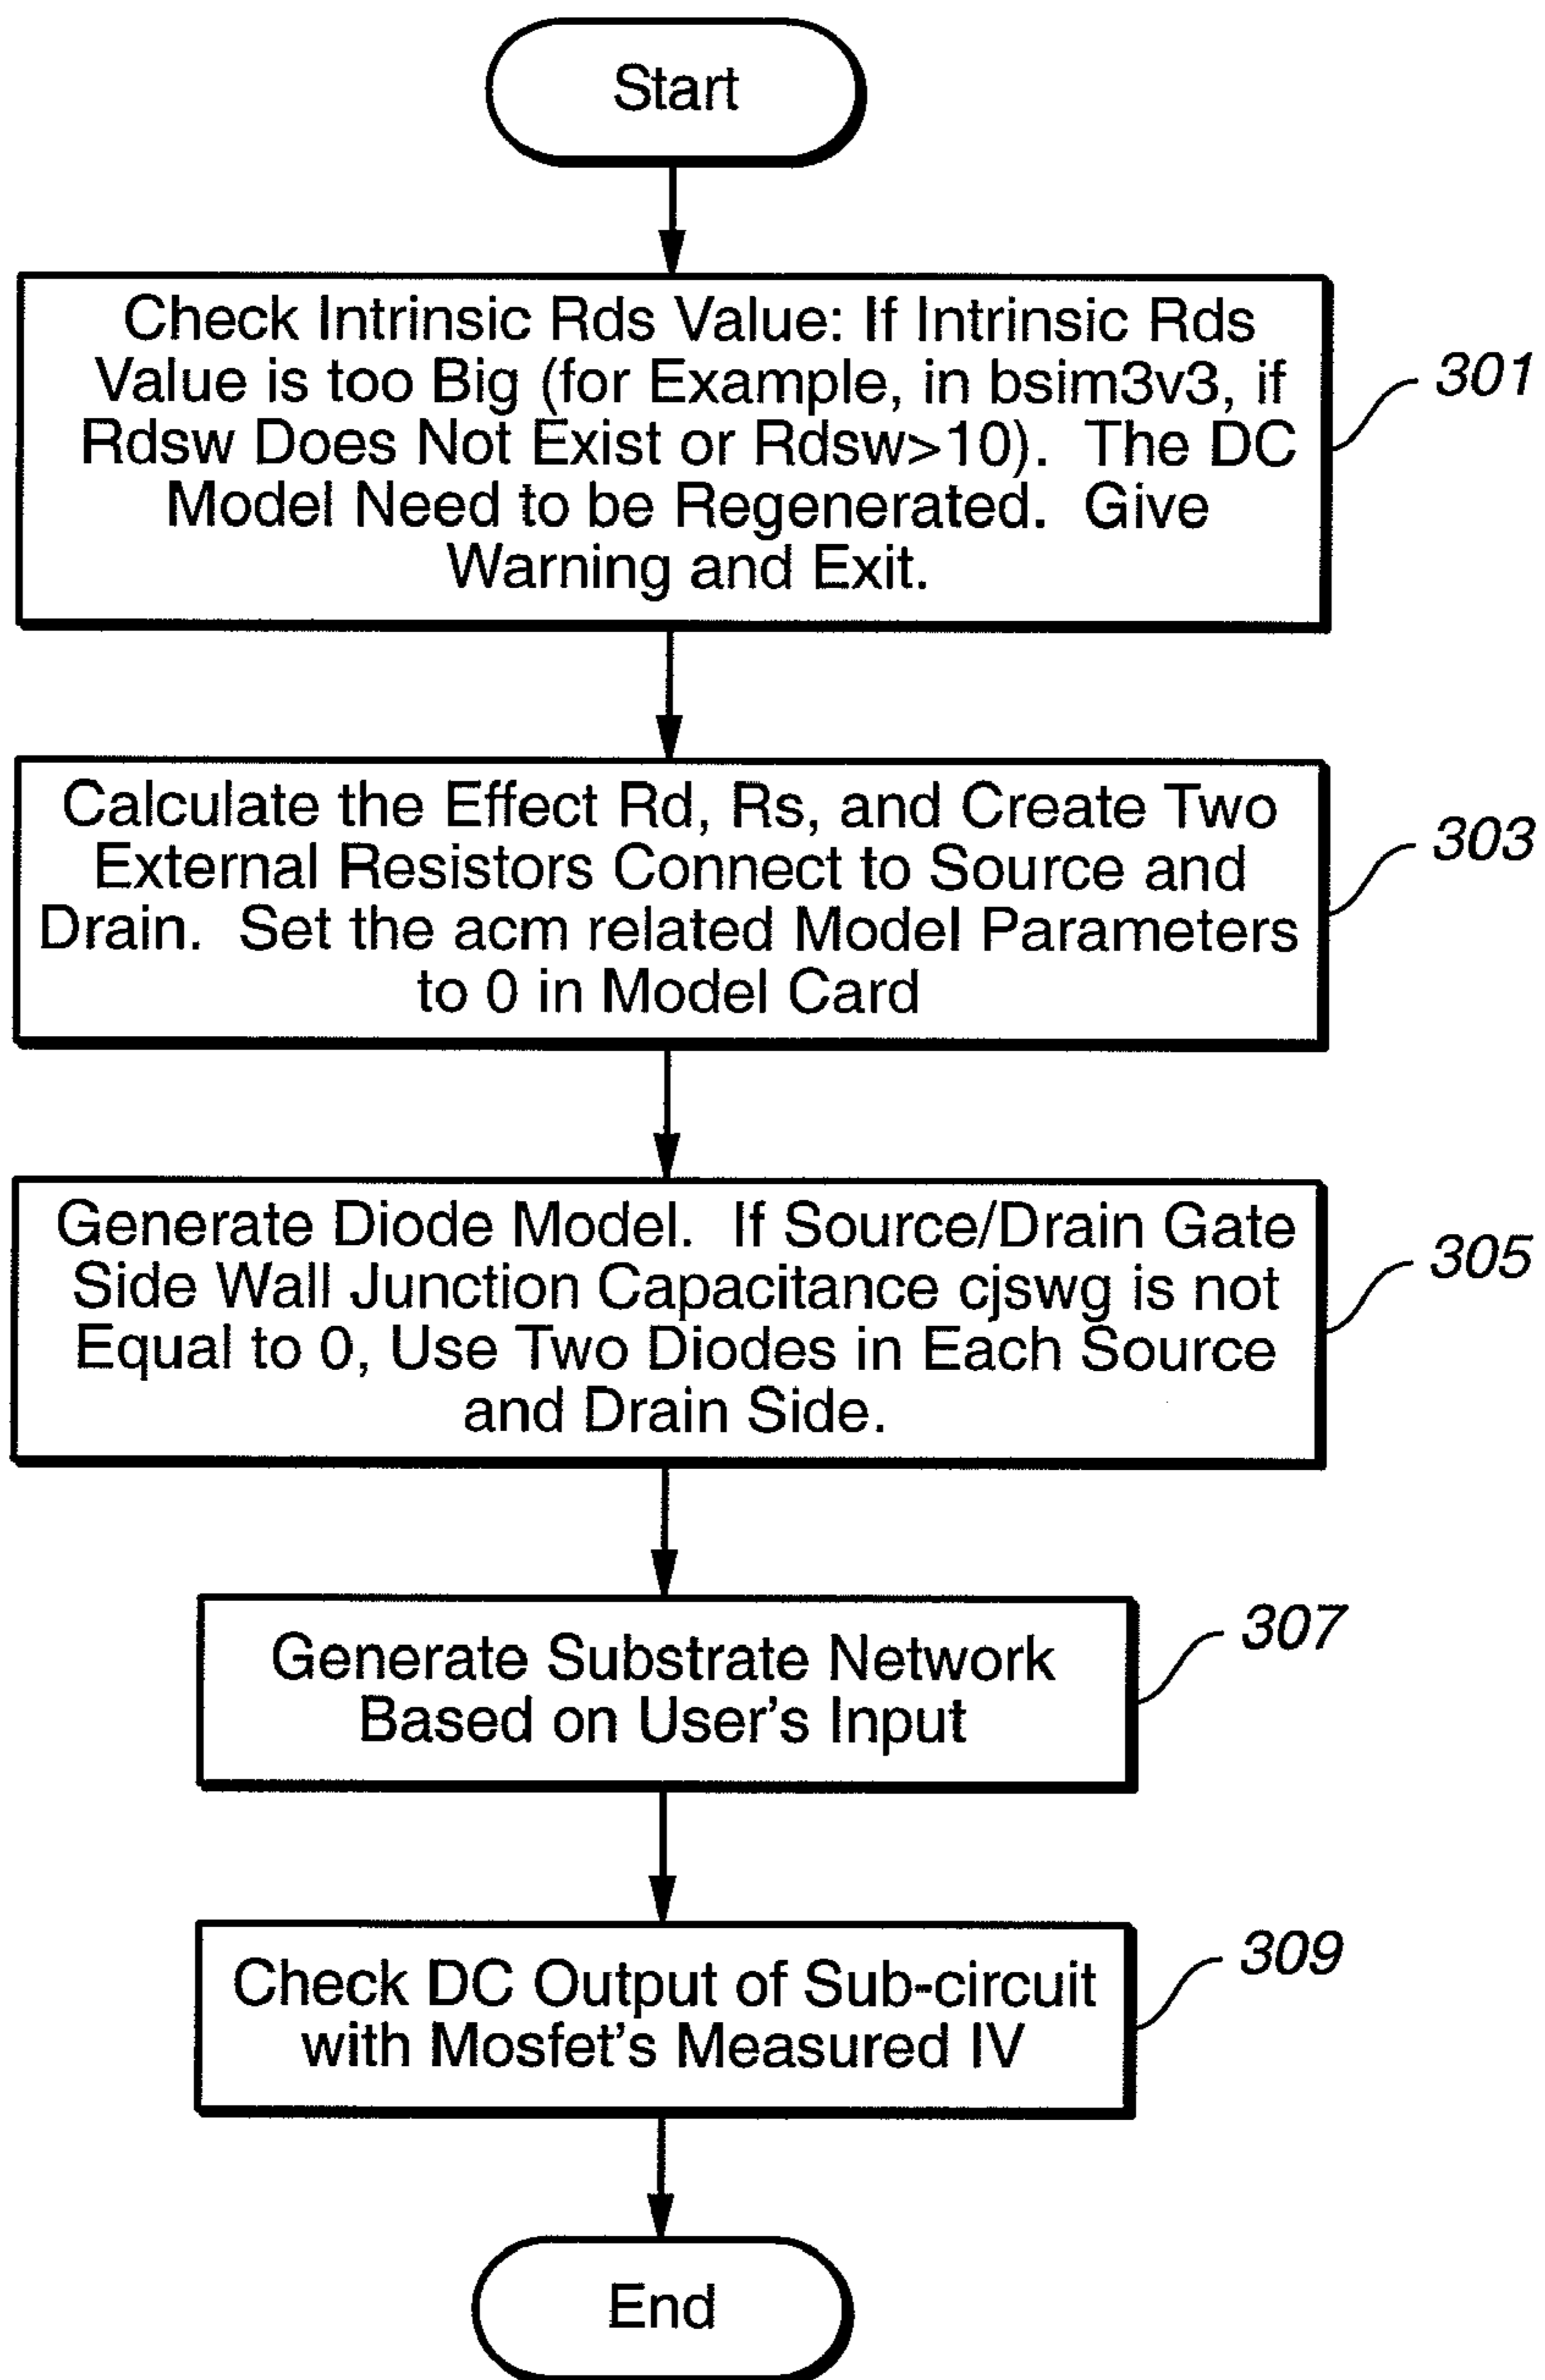 Start
Check Intrinsic Rds Value: If Intrinsic Rds
Value is too Big (for Example, in bsim3v3, if
Rdsw Does Not Exist or Rdsw>10). The DC
Model Need to be Regenerated. Give
Warning and Exit.
301
Calculate the Effect Rd, Rs, and Create Two
External Resistors Connect to Source and
Drain. Set the acm related Model Parameters
to 0 in Model Card
303
Generate Diode Model. If Source/Drain Gate
Side Wall Junction Capacitance cjswg is not
Equal to 0, Use Two Diodes in Each Source
and Drain Side.
305
Generate Substrate Network
Based on User's Input
307
Check DC Output of Sub-circuit
with Mosfet's Measured IV
309
End